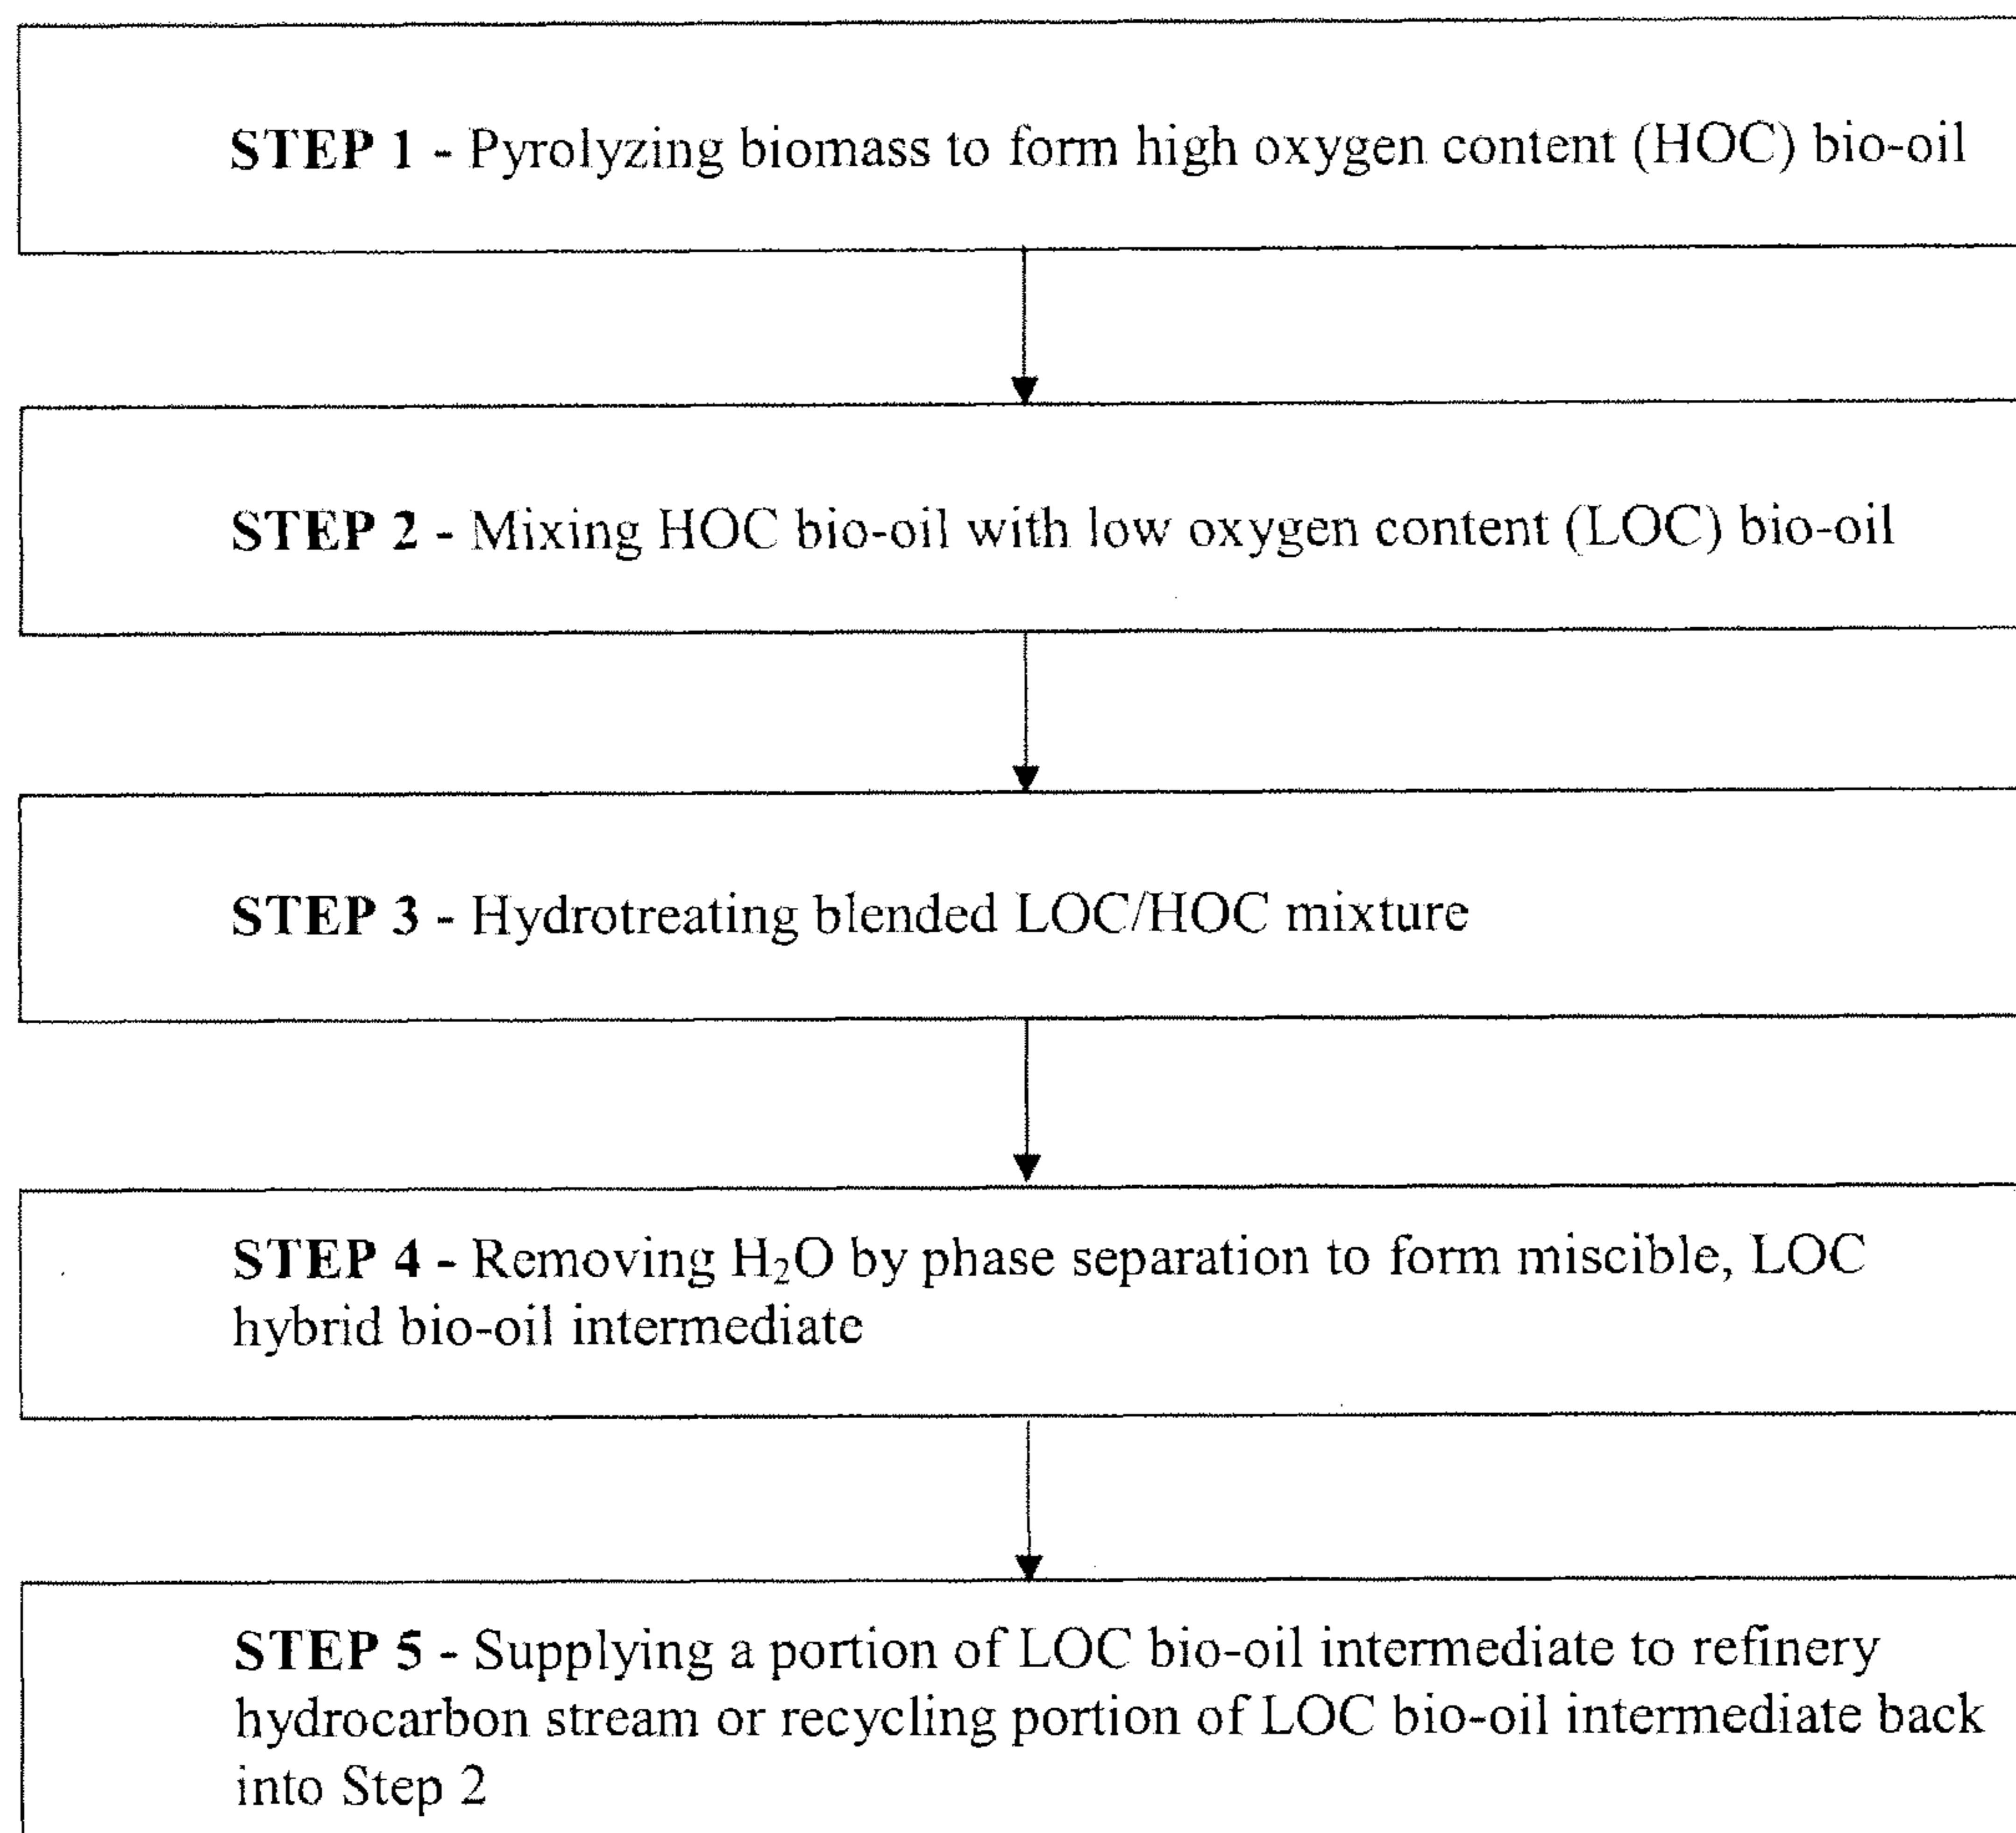 STEP 1 - Pyrolyzing biomass to form high oxygen content (HOC) bio-oil
STEP 2 - Mixing HOC bio-oil with low oxygen content (LOC) bio-oil
STEP 3 - Hydrotreating blended LOC/HOC mixture
STEP 4 - Removing H₂O by phase separation to form miscible, LOC
hybrid bio-oil intermediate
STEP 5 - Supplying a portion of LOC bio-oil intermediate to refinery
hydrocarbon stream or recycling portion of LOC bio-oil intermediate back
into Step 2